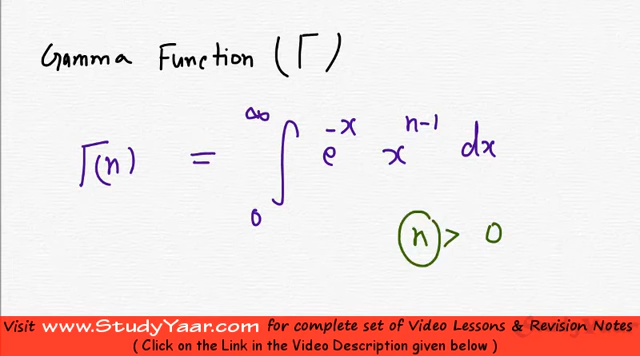 Gamma Function (Γ)
Γ(n) = ∫₀^∞ e^{-x} x^{n-1} dx
n > 0
Visit www.StudyYaar.com for complete set of Video Lessons & Revision Notes
( Click on the Link in the Video Description given below )